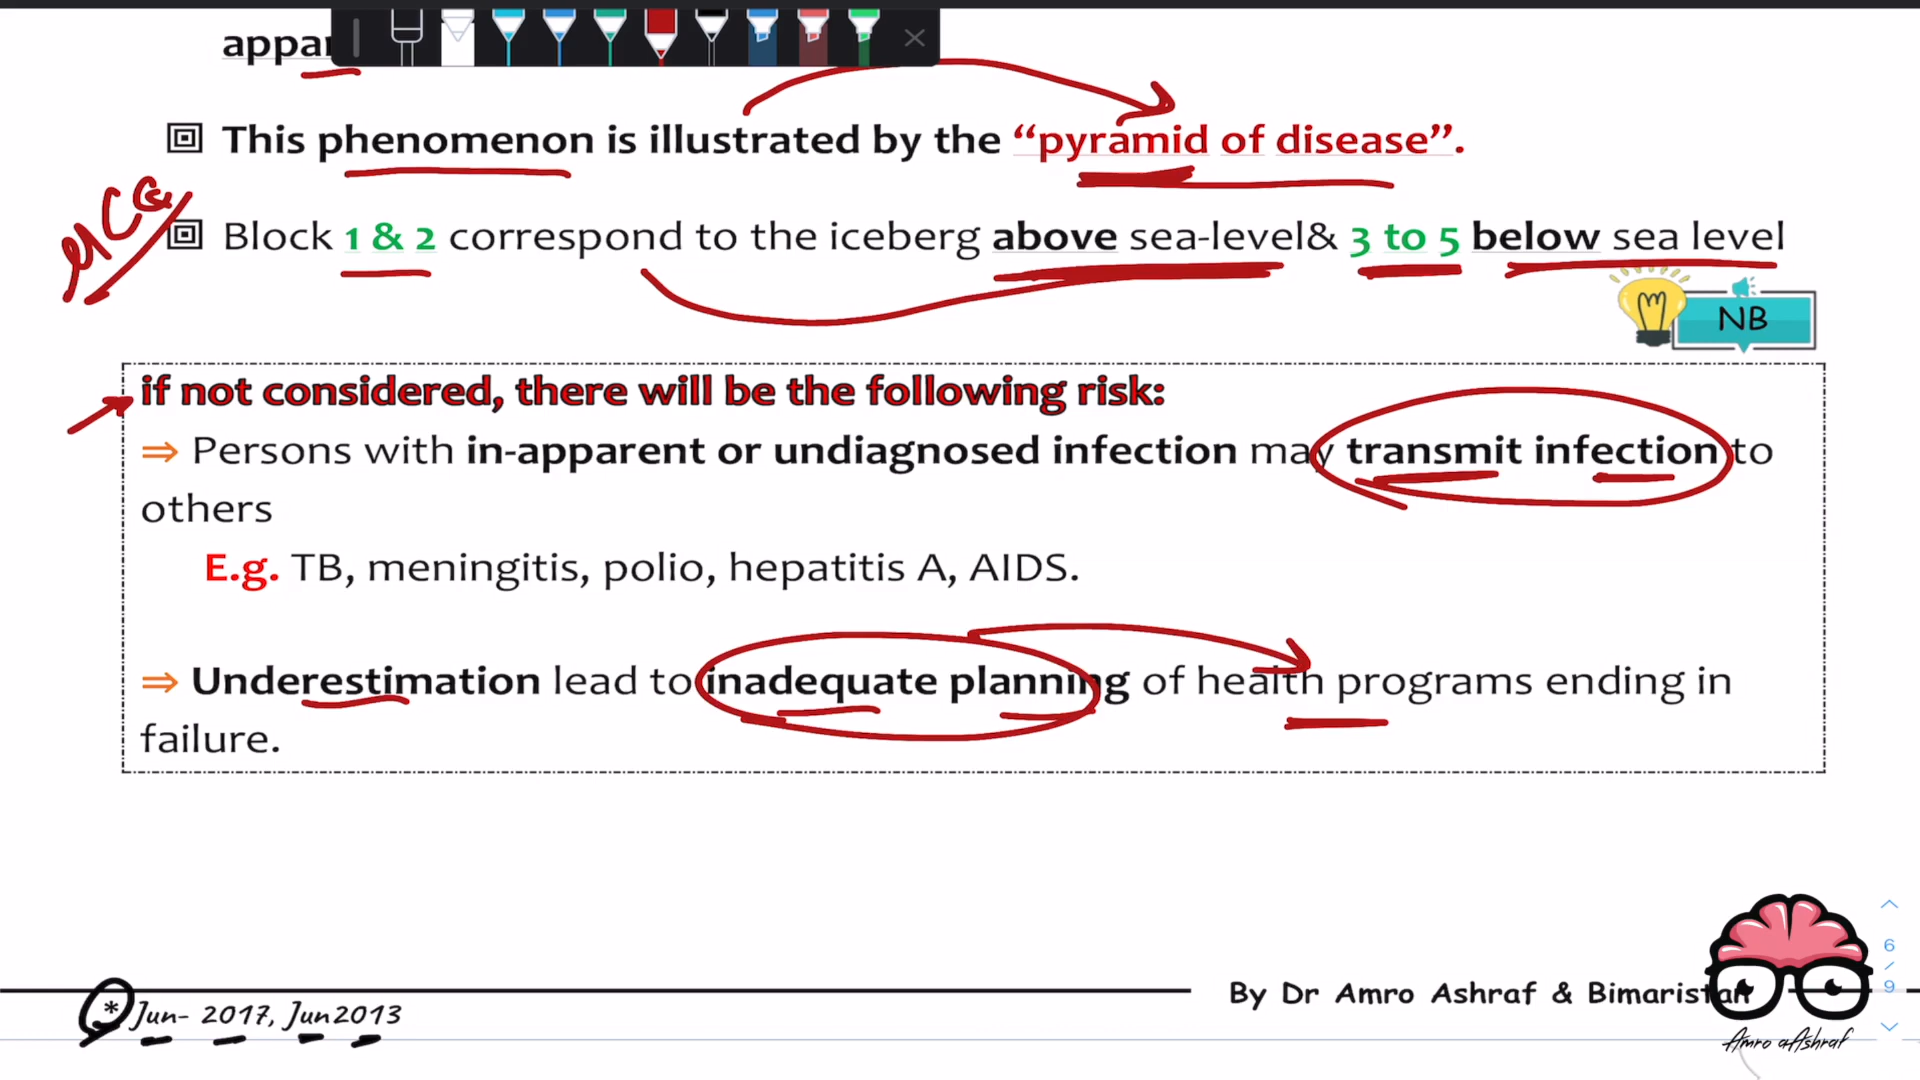 appar
This phenomenon is illustrated by the “pyramid of disease”.
MCQ
Block 1 & 2 correspond to the iceberg above sea-level& 3 to 5 below sea level
NB
if not considered, there will be the following risk:
⇒ Persons with in-apparent or undiagnosed infection may transmit infection to
others
E.g. TB, meningitis, polio, hepatitis A, AIDS.
⇒ Underestimation lead to inadequate planning of health programs ending in
failure.
6
/
9
By Dr Amro Ashraf & Bimaristan
* Jun- 2017, Jun2013
Amro aAshraf